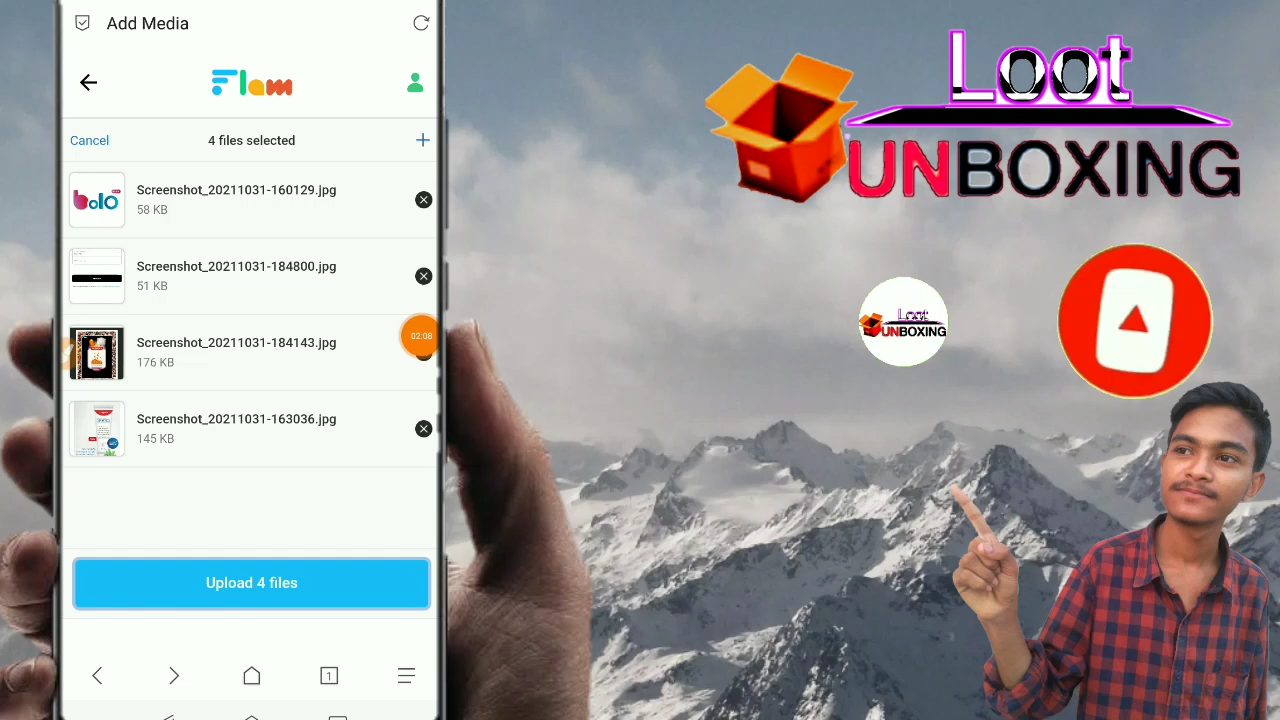 Add Media
Flam
Cancel
4 files selected
+
bolo
Screenshot_20211031-160129.jpg
58 KB
Screenshot_20211031-184800.jpg
51 KB
Screenshot_20211031-184143.jpg
176 KB
02:08
Screenshot_20211031-163036.jpg
145 KB
Upload 4 files
1
Loot
UNBOXING
Loot
UNBOXING